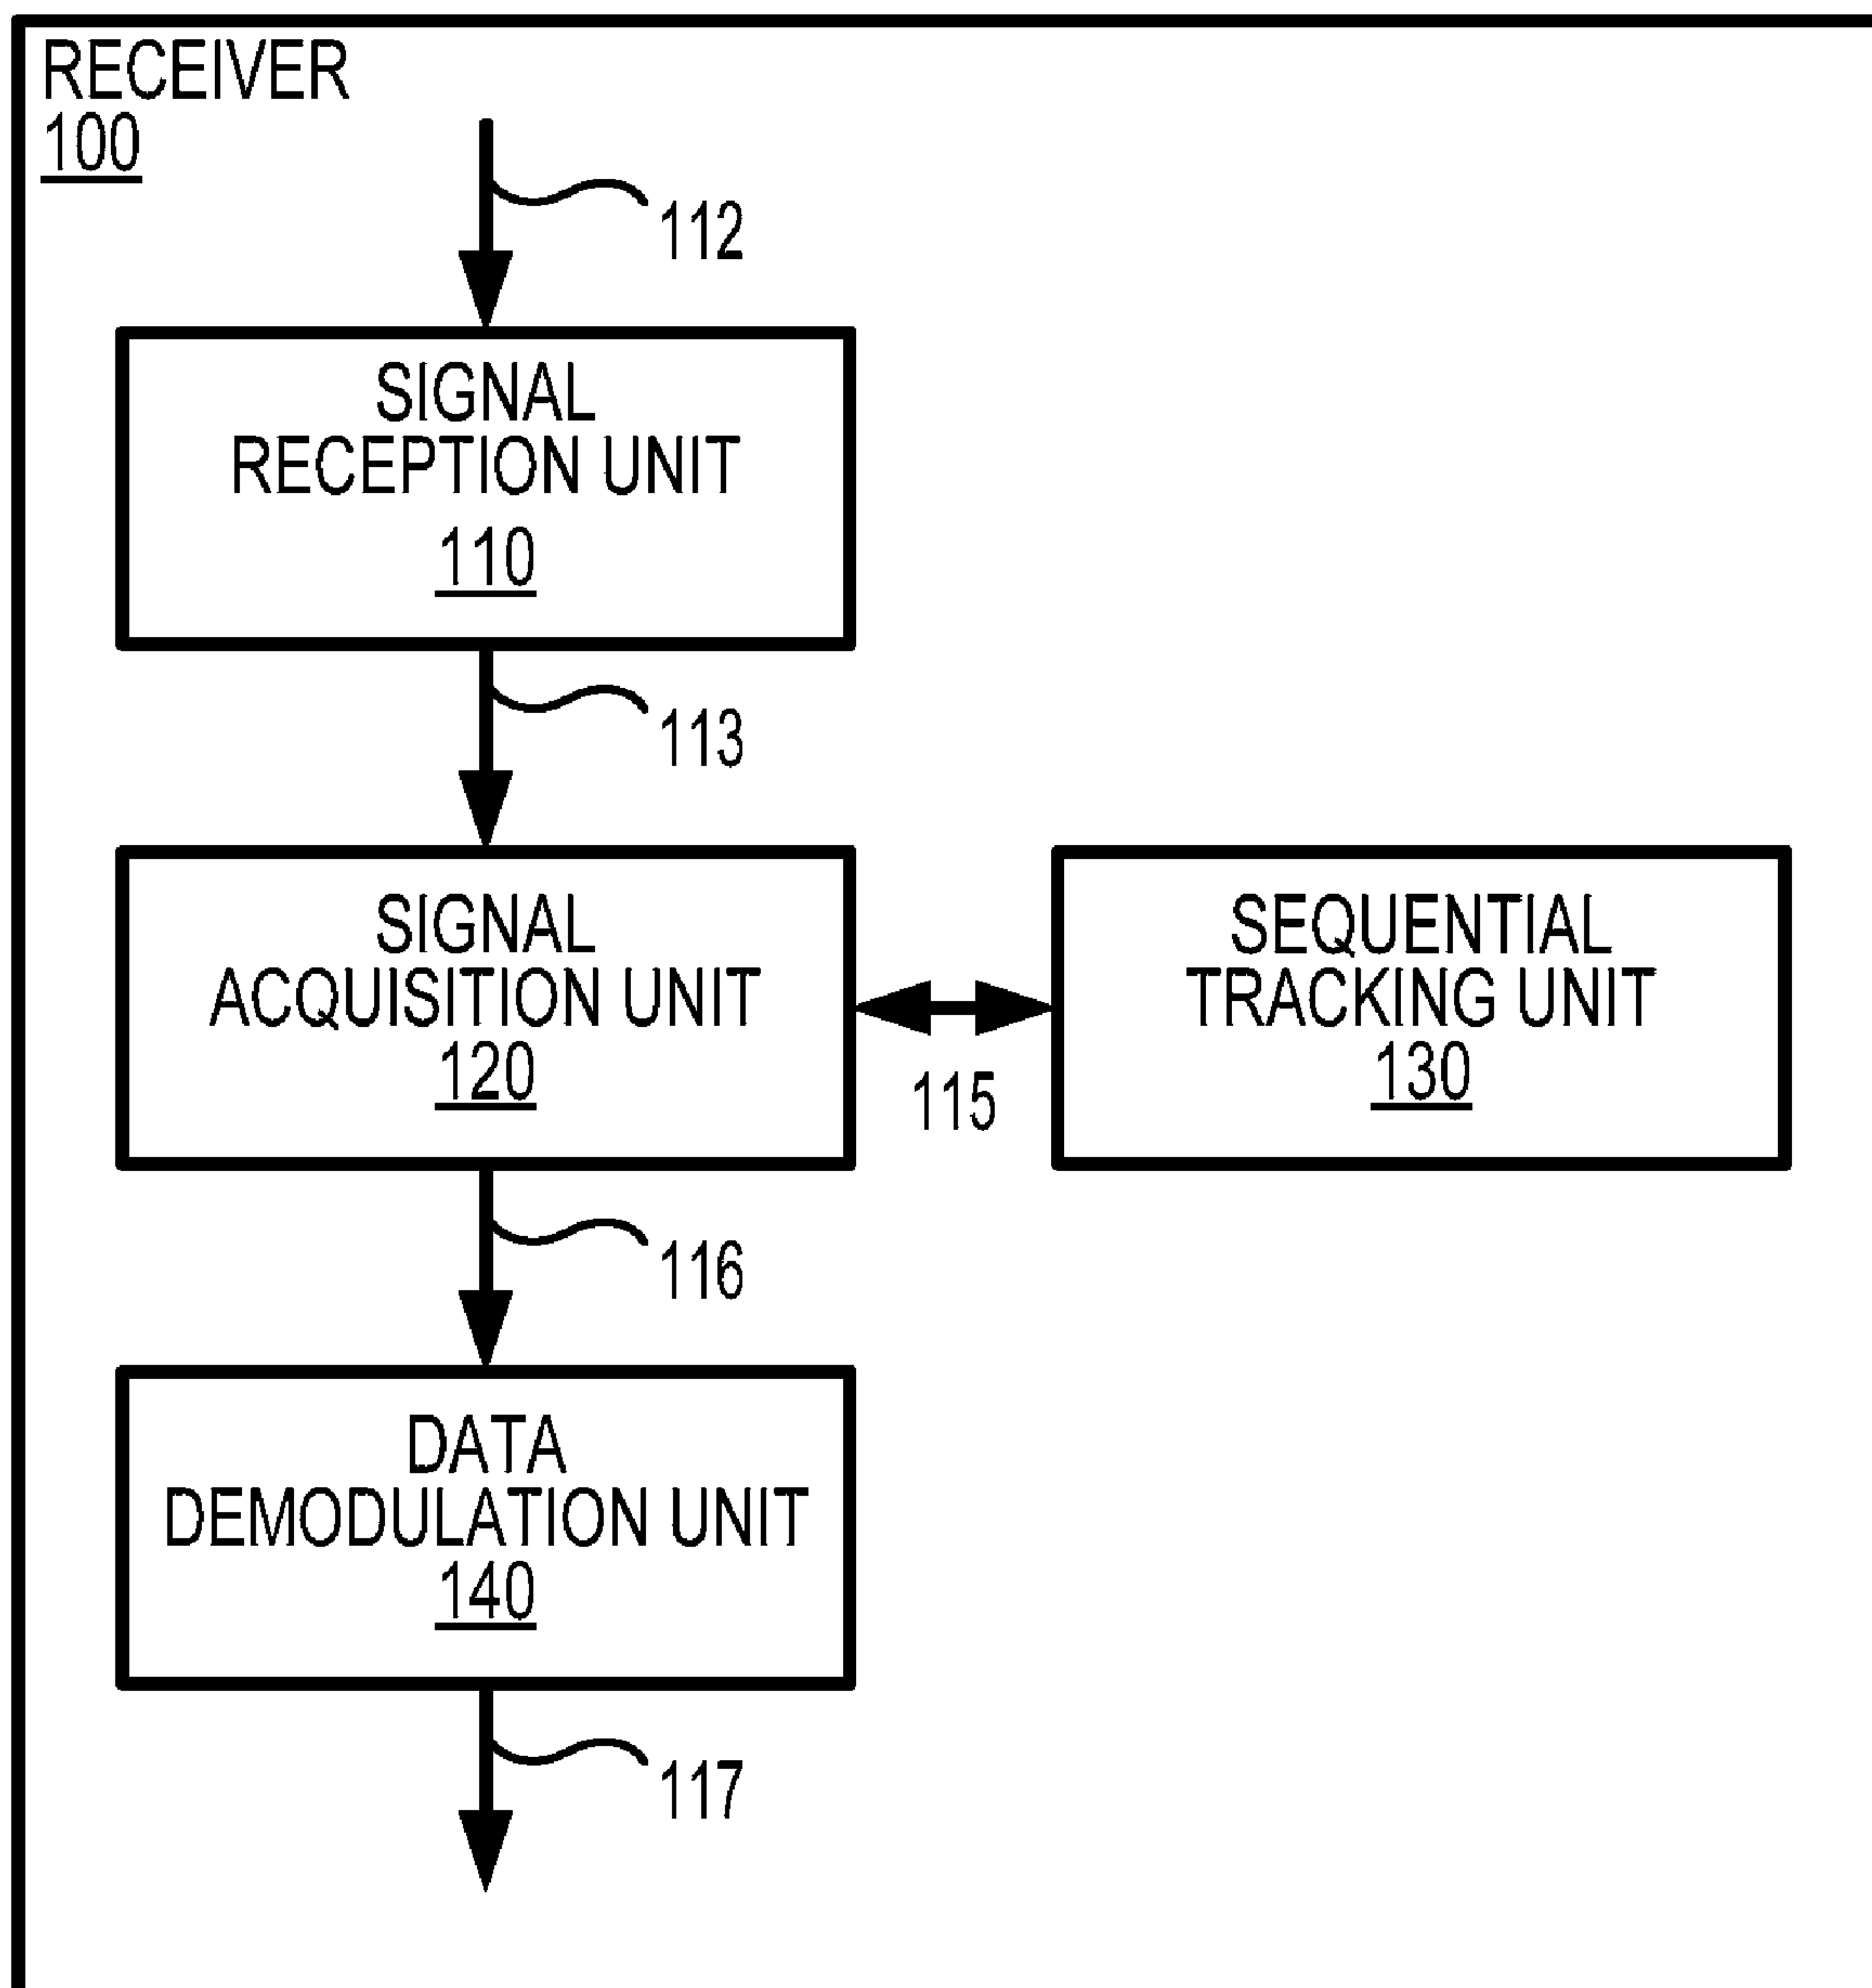 RECEIVER
100
112
SIGNAL
RECEPTION UNIT
110
113
SIGNAL
ACQUISITION UNIT
120
115
SEQUENTIAL
TRACKING UNIT
130
116
DATA
DEMODULATION UNIT
140
117